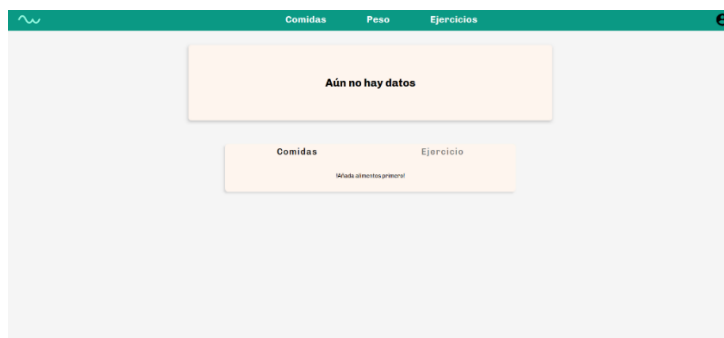 Comidas Peso Ejercicios
Aún no hay datos
Comidas Ejercicio
!Añada alimentos primero!